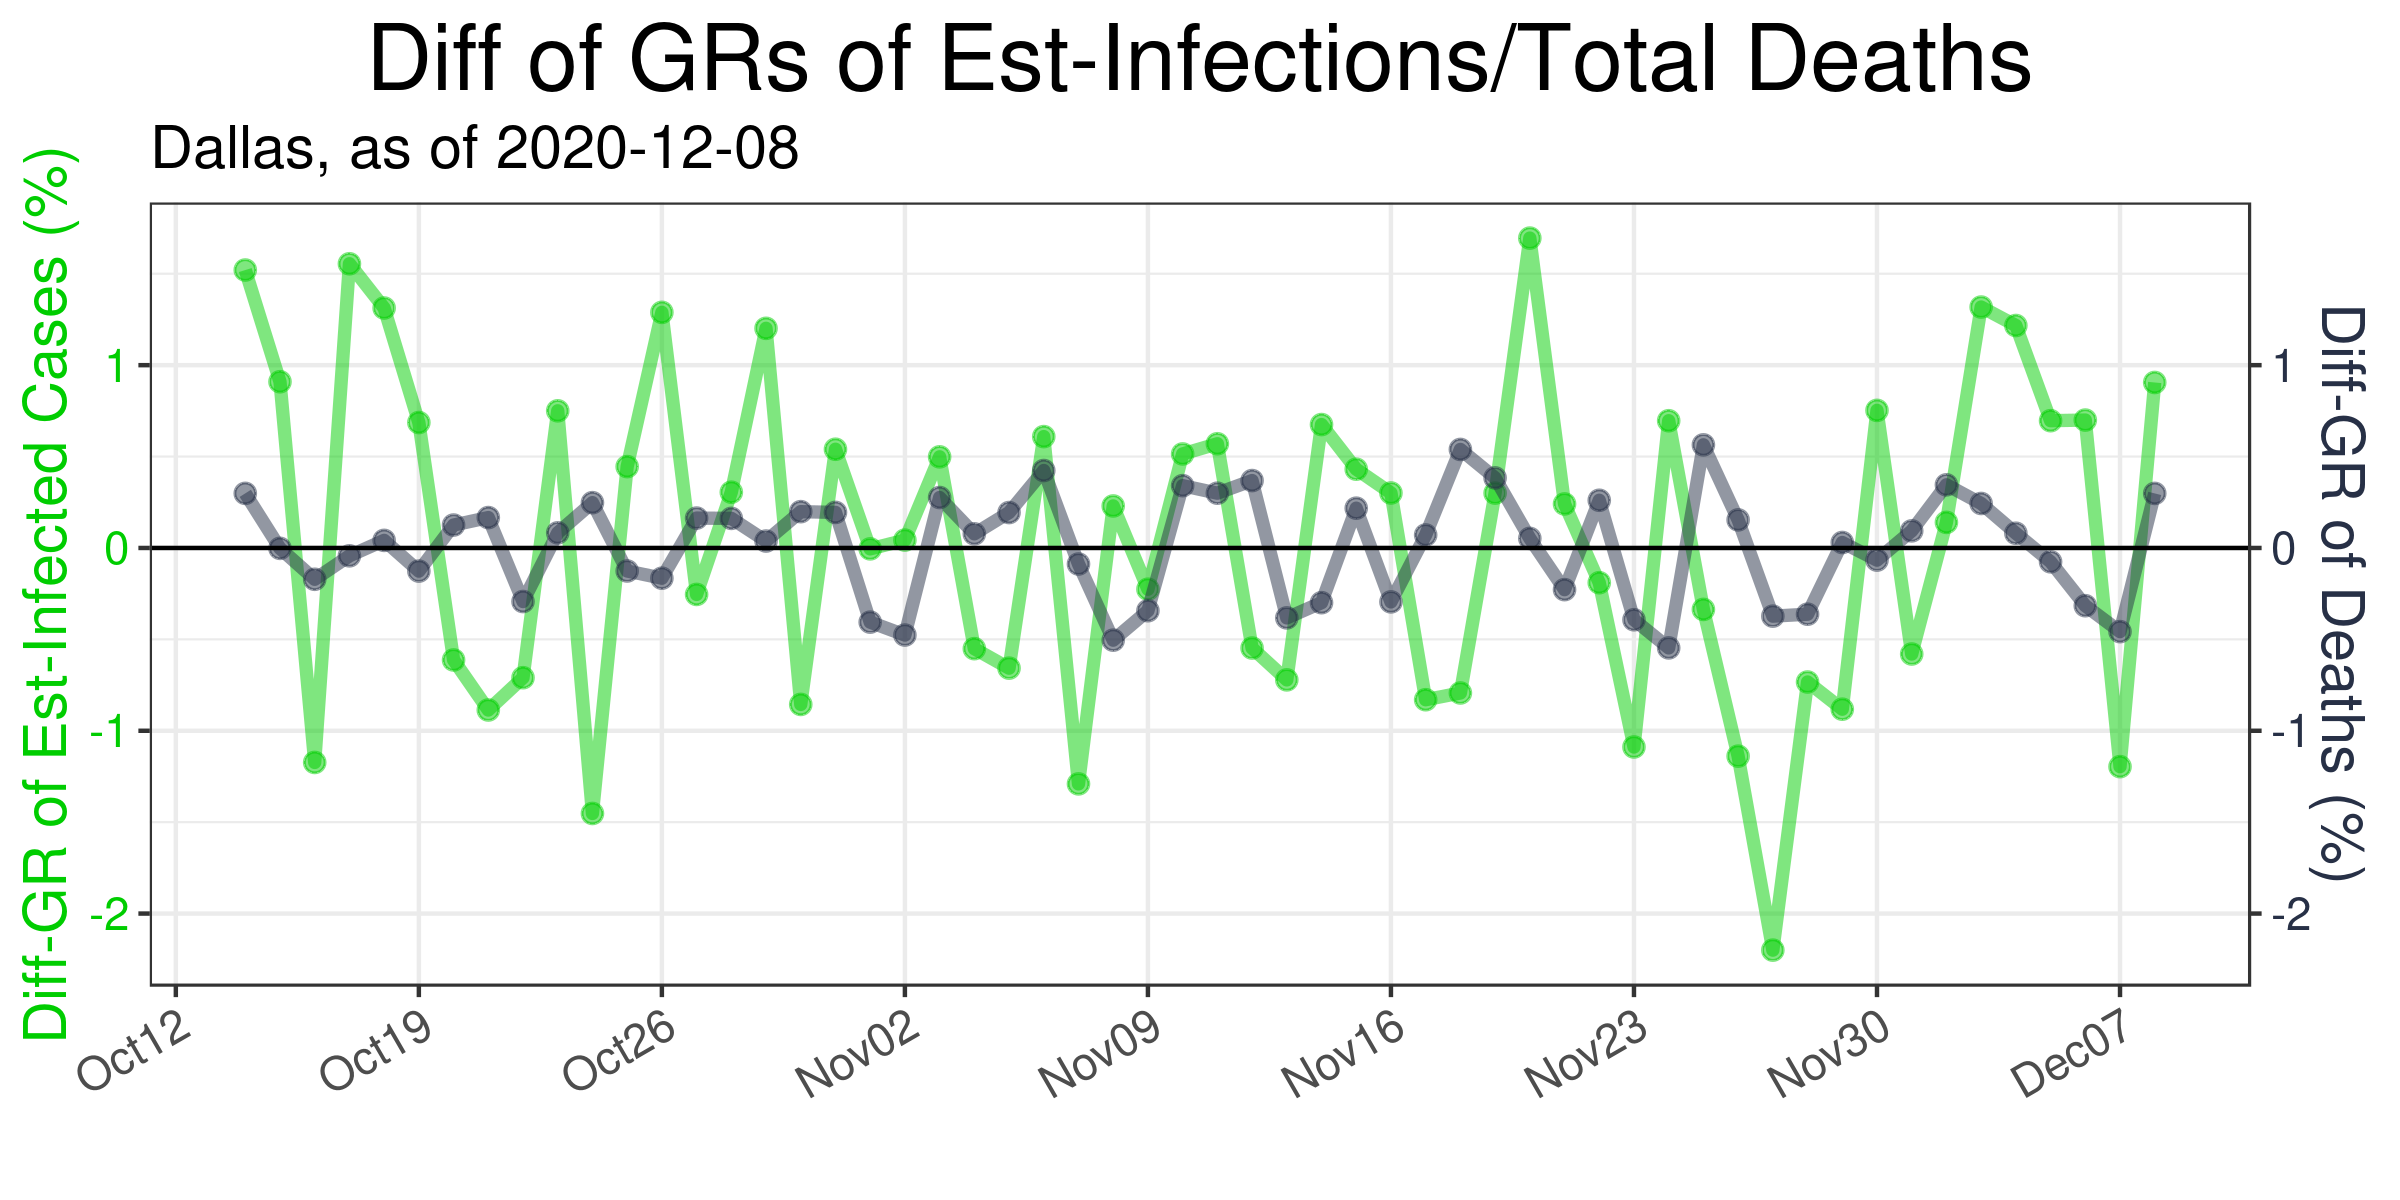 Diff of GRs of Est-Infections/Total Deaths
Dallas, as of 2020-12-08
Diff-GR of Est-Infected Cases (%)
1
0
-1
-2
1
0
-1
-2
Diff-GR of Deaths (%)
Oct12
Oct19
Oct26
Nov02
Nov09
Nov16
Nov23
Nov30
Dec07